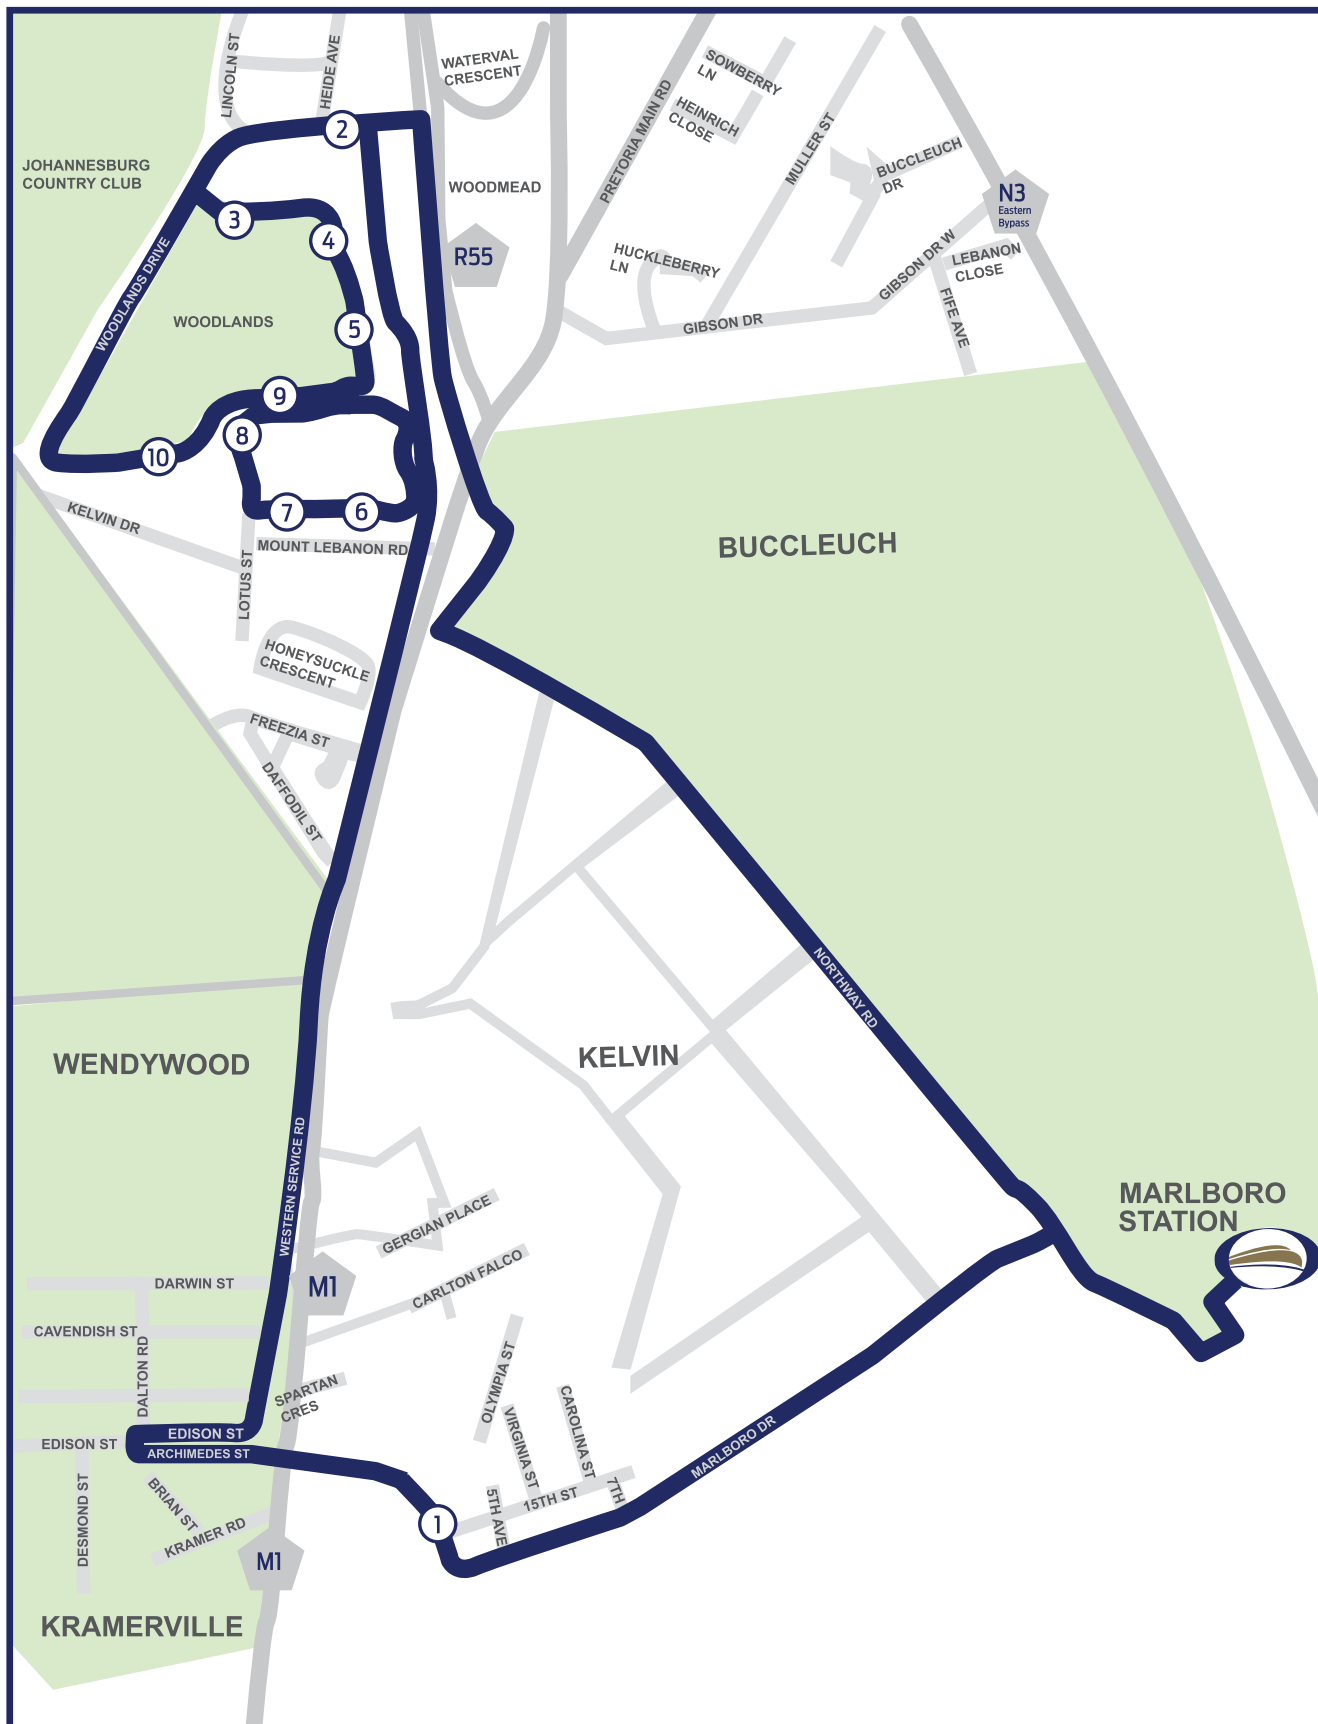 LINCOLN ST
HEIDE AVE
WATERVAL
CRESCENT
PRETORIA MAIN RD
SOWBERRY
LN
HEINRICH
CLOSE
MULLER ST
BUCCLEUCH
DR
N3
Eastern
Bypass
JOHANNESBURG
COUNTRY CLUB
2
WOODMEAD
R55
3
4
HUCKLEBERRY
LN
GIBSON DR W
LEBANON
CLOSE
FIFE AVE
GIBSON DR
WOODLANDS DRIVE
WOODLANDS
5
9
8
10
7
6
KELVIN DR
MOUNT LEBANON RD
LOTUS ST
BUCCLEUCH
HONEYSUCKLE
CRESCENT
FREEZIA ST
DAFFODIL ST
NORTHWAY RD
KELVIN
WENDYWOOD
WESTERN SERVICE RD
MARLBORO
STATION
GERGIAN PLACE
CARLTON FALCO
M1
DARWIN ST
CAVENDISH ST
DALTON RD
SPARTAN
CRES
OLYMPIA ST
VIRGINIA ST
CAROLINA ST
7TH
15TH ST
5TH AVE
MARLBORO DR
EDISON ST
EDISON ST
ARCHIMEDES ST
1
DESMOND ST
BRIAN ST
KRAMER RD
M1
KRAMERVILLE